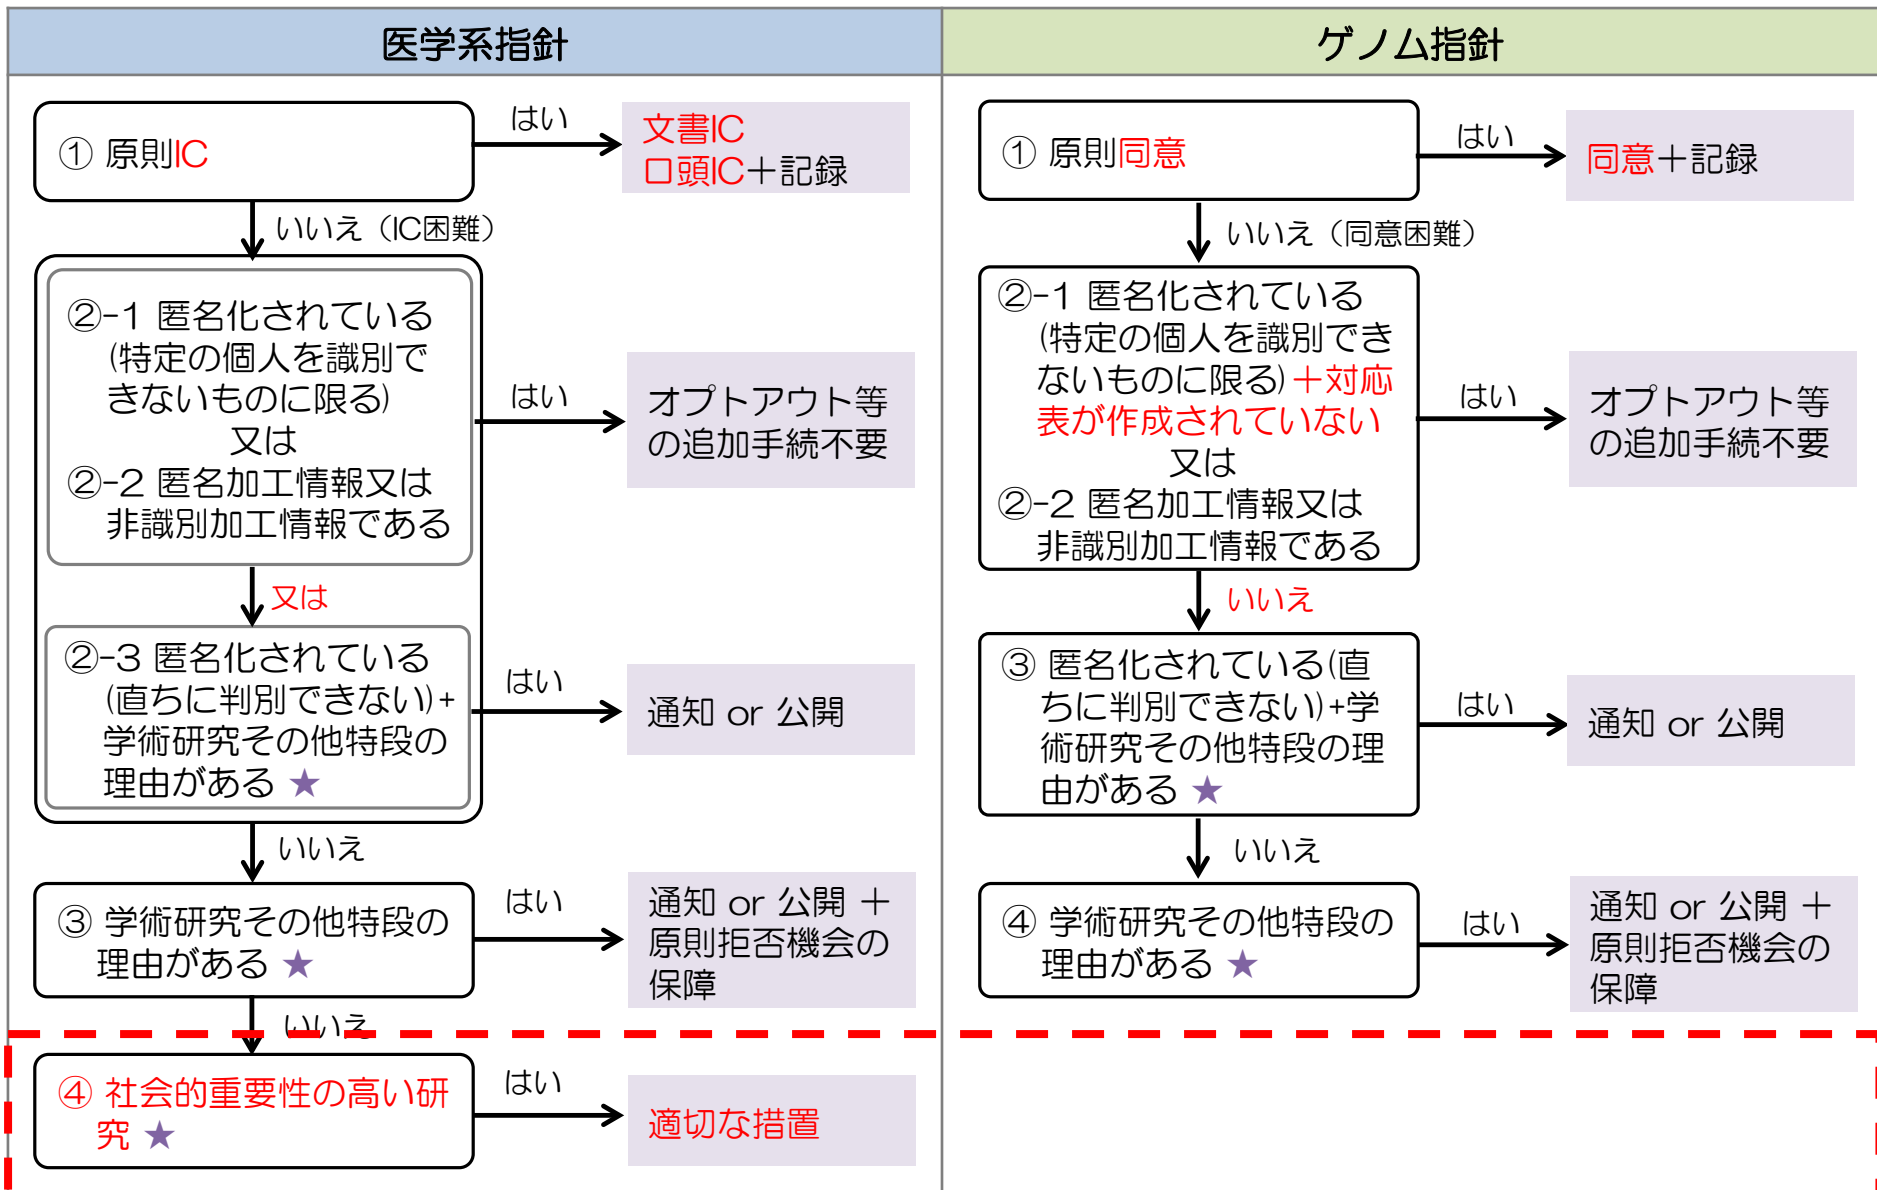 医学系指針
① 原則IC
はい
文書IC
口頭IC＋記録
いいえ（IC困難）
②-1 匿名化されている
(特定の個人を識別で
きないものに限る)
又は
②-2 匿名加工情報又は
非識別加工情報である
はい
オプトアウト等
の追加手続不要
又は
②-3 匿名化されている
(直ちに判別できない)+
学術研究その他特段の
理由がある ★
はい
通知 or 公開
いいえ
③ 学術研究その他特段の
理由がある ★
はい
通知 or 公開 ＋
原則拒否機会の
保障
いいえ
④ 社会的重要性の高い研
究 ★
はい
適切な措置
ゲノム指針
① 原則同意
はい
同意＋記録
いいえ（同意困難）
②-1 匿名化されている
(特定の個人を識別でき
ないものに限る)＋対応
表が作成されていない
又は
②-2 匿名加工情報又は
非識別加工情報である
はい
オプトアウト等
の追加手続不要
いいえ
③ 匿名化されている(直
ちに判別できない)+学
術研究その他特段の理
由がある ★
はい
通知 or 公開
いいえ
④ 学術研究その他特段の
理由がある ★
はい
通知 or 公開 ＋
原則拒否機会の
保障